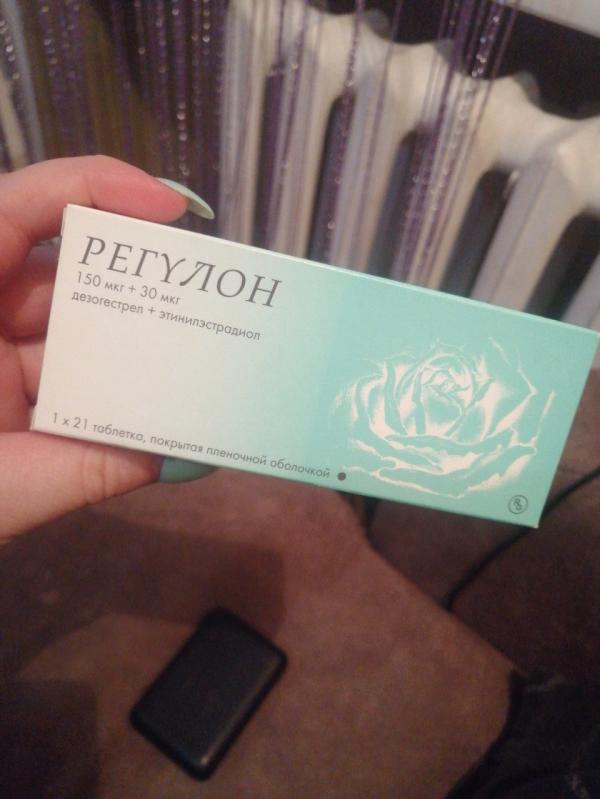 РЕГУЛОН
150 мкг + 30 мкг
дезогестрел + этинилэстрадиол
1 x 21 таблетка, покрытая пленочной оболочкой